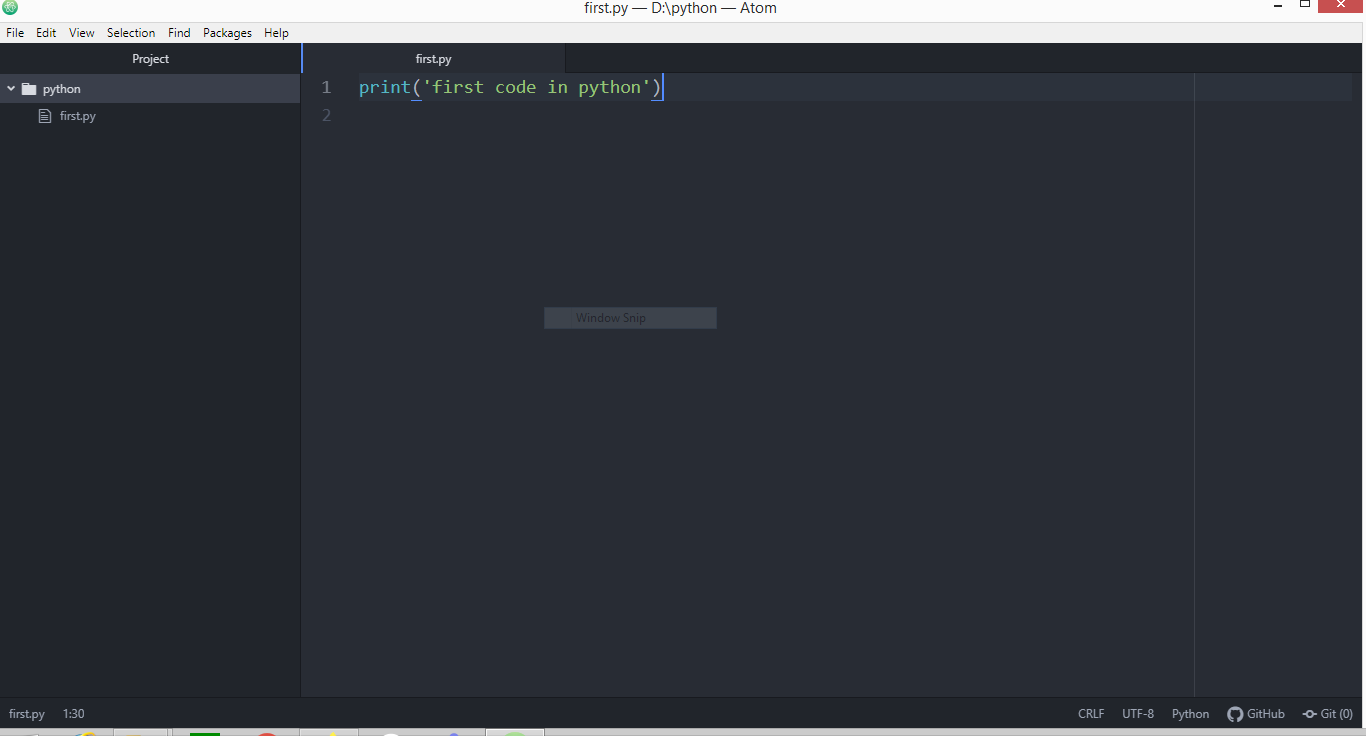 first.py — D:\python — Atom
File Edit View Selection Find Packages Help
Project
first.py
python
first.py
1 print('first code in python')
2
Window Snip
first.py 1:30 CRLF UTF-8 Python GitHub Git (0)